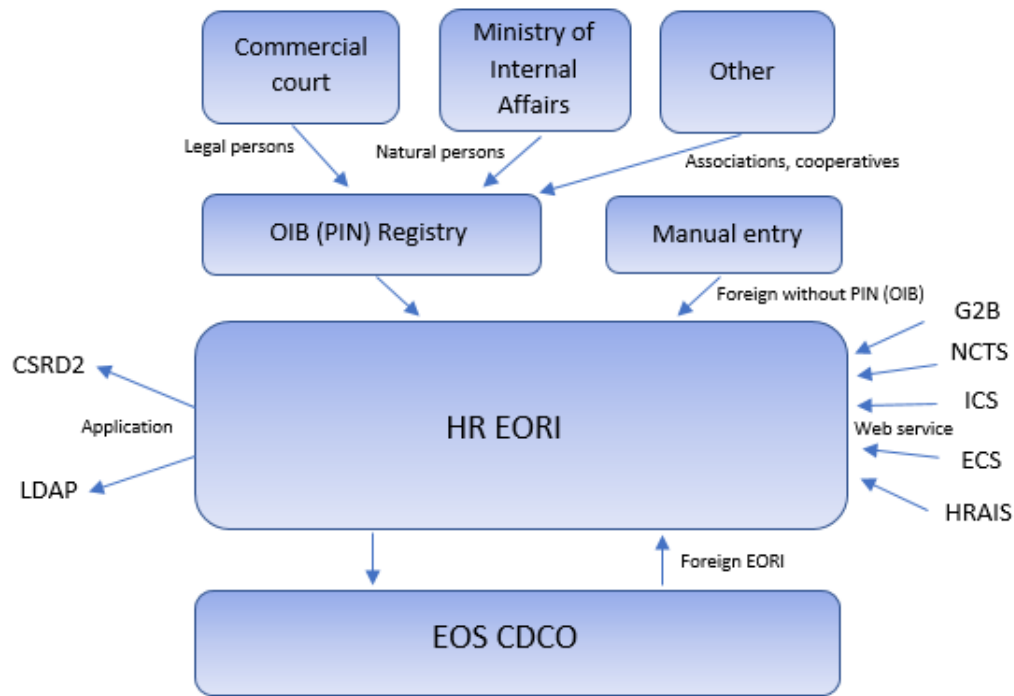 Commercial
court
Ministry of
Internal
Affairs
Other
Legal persons
Natural persons
Associations, cooperatives
OIB (PIN) Registry
Manual entry
Foreign without PIN (OIB)
G2B
NCTS
CSRD2
ICS
Application
HR EORI
Web service
ECS
LDAP
HRAIS
Foreign EORI
EOS CDCO